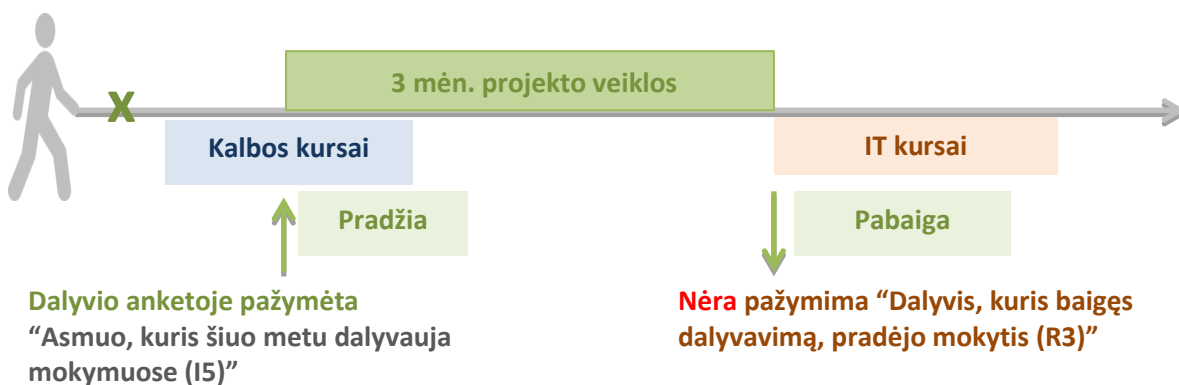 3 mėn. projekto veiklos
X
Kalbos kursai
IT kursai
Pradžia
Pabaiga
Dalyvio anketoje pažymėta
“Asmuo, kuris šiuo metu dalyvauja
mokymuose (I5)”
Nėra pažymima “Dalyvis, kuris baigęs
dalyvavimą, pradėjo mokytis (R3)”